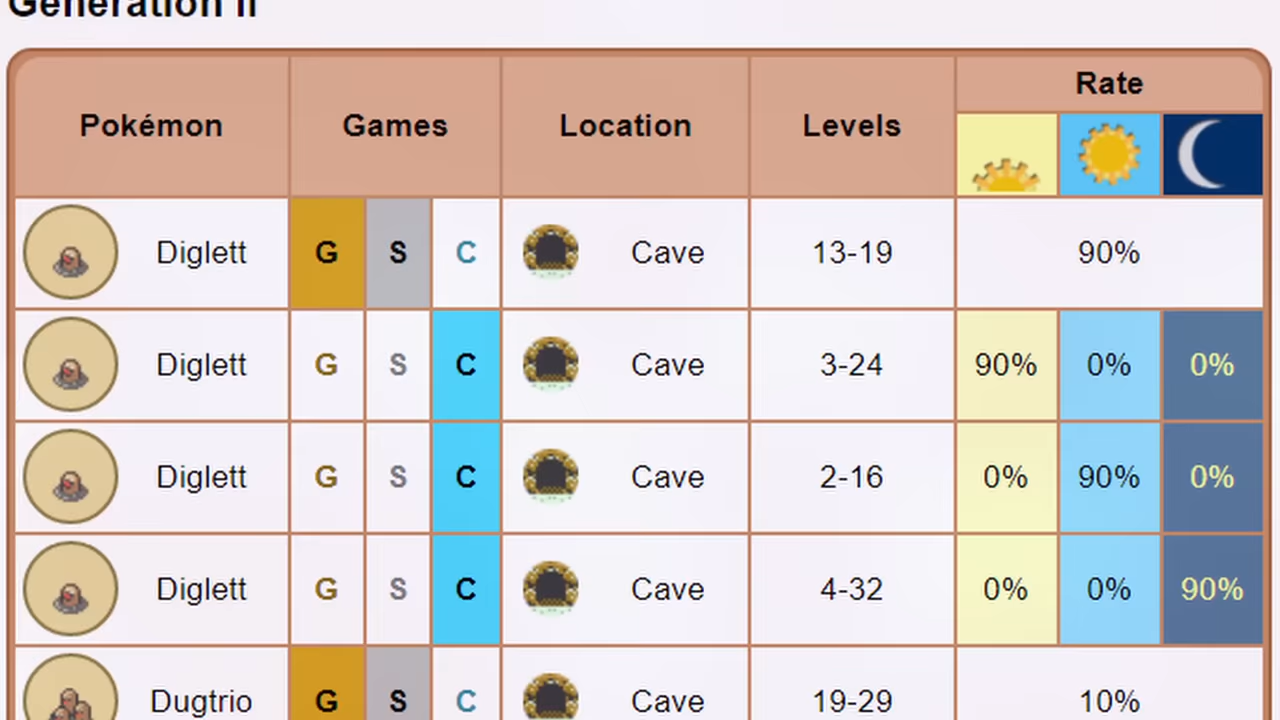 Generation II
Pokémon Games Location Levels Rate
Diglett G S C Cave 13-19 90%
Diglett G S C Cave 3-24 90% 0% 0%
Diglett G S C Cave 2-16 0% 90% 0%
Diglett G S C Cave 4-32 0% 0% 90%
Dugtrio G S C Cave 19-29 10%